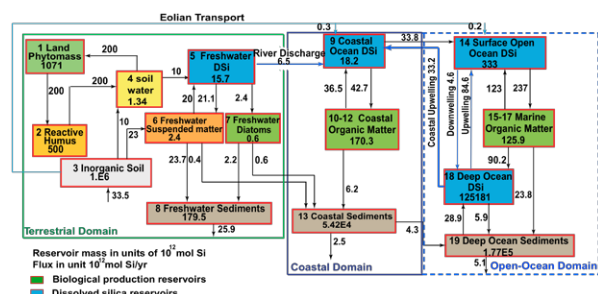 Eolian Transport
0.3
0.2
1 Land
Phytomass
1071
200
200
200
4 soil
water
1.34
10
5 Freshwater
DSi
15.7
River Discharge
6.5
9 Coastal
Ocean DSi
18.2
33.8
14 Surface Open
Ocean DSi
333
2 Reactive
Humus
500
10
23
20
21.1
2.4
6 Freshwater
Suspended matter
2.4
7 Freshwater
Diatoms
0.6
36.5
42.7
10-12 Coastal
Organic Matter
170.3
Coastal Upwelling 33.2
Downwelling 4.6
Upwelling 84.6
123
237
15-17 Marine
Organic Matter
125.9
3 Inorganic Soil
1.E6
33.5
23.7
0.4
2.2
0.6
6.2
90.2
18 Deep Ocean
DSi
125181
23.8
8 Freshwater Sediments
179.5
25.9
13 Coastal Sediments
5.42E4
2.5
4.3
28.9
5.9
19 Deep Ocean Sediments
1.77E5
5.1
Terrestrial Domain
Coastal Domain
Open-Ocean Domain
Reservoir mass in units of 10^12 mol Si
Flux in unit 10^12 mol Si/yr
Biological production reservoirs
Dissolved silica reservoirs